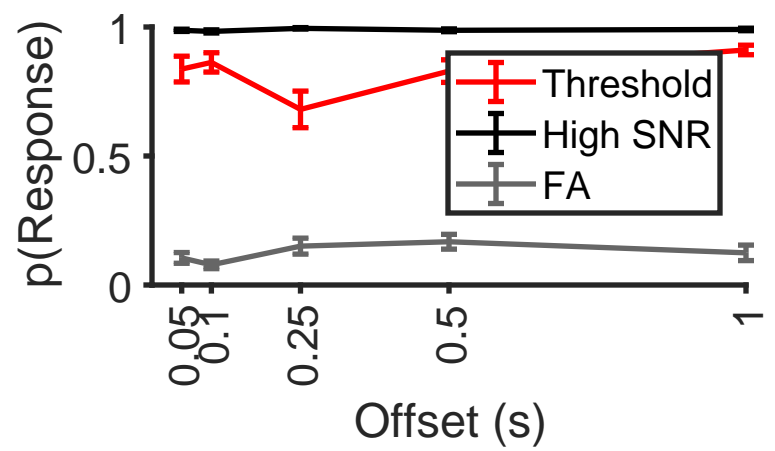 p(Response)
1
0.5
0
Threshold
High SNR
FA
0.05
0.1
0.25
0.5
1
Offset (s)